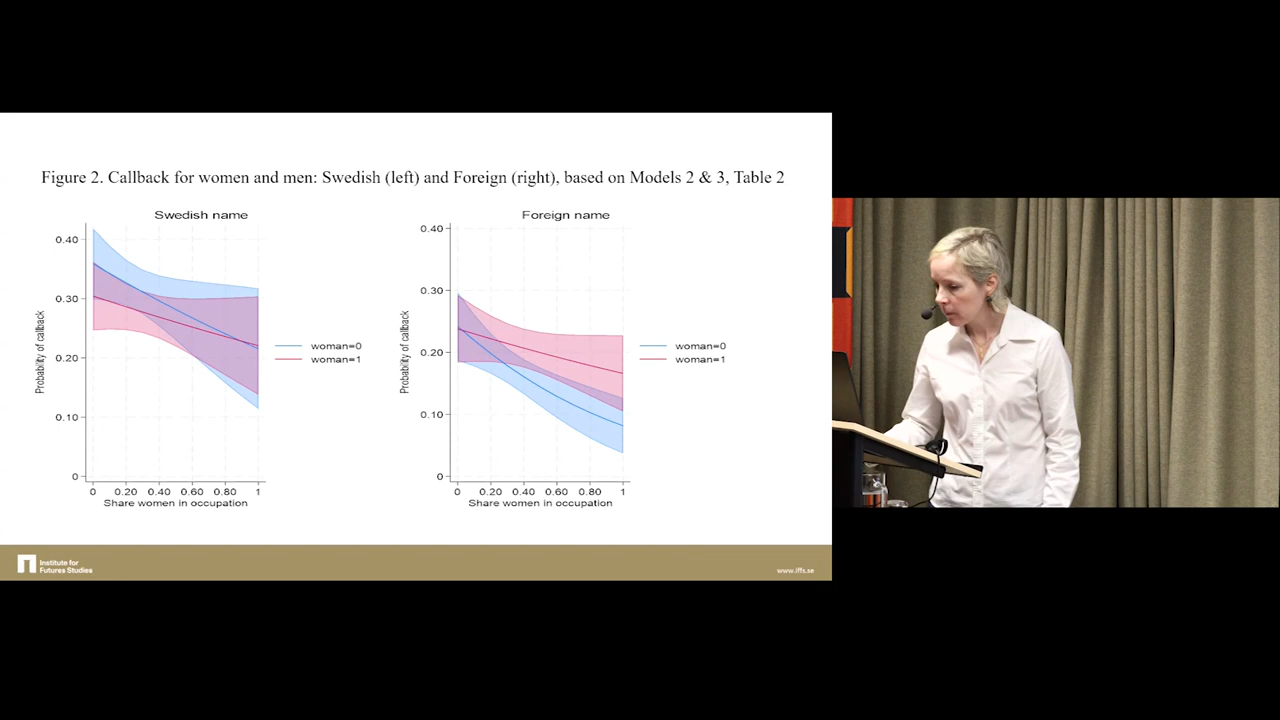 Figure 2. Callback for women and men: Swedish (left) and Foreign (right), based on Models 2 & 3, Table 2
Swedish name
0.40
0.30
0.20
0.10
0
Probability of callback
0 0.20 0.40 0.60 0.80 1
Share women in occupation
woman=0
woman=1
Foreign name
0.40
0.30
0.20
0.10
0
Probability of callback
0 0.20 0.40 0.60 0.80 1
Share women in occupation
woman=0
woman=1
Institute for
Futures Studies
www.iffs.se